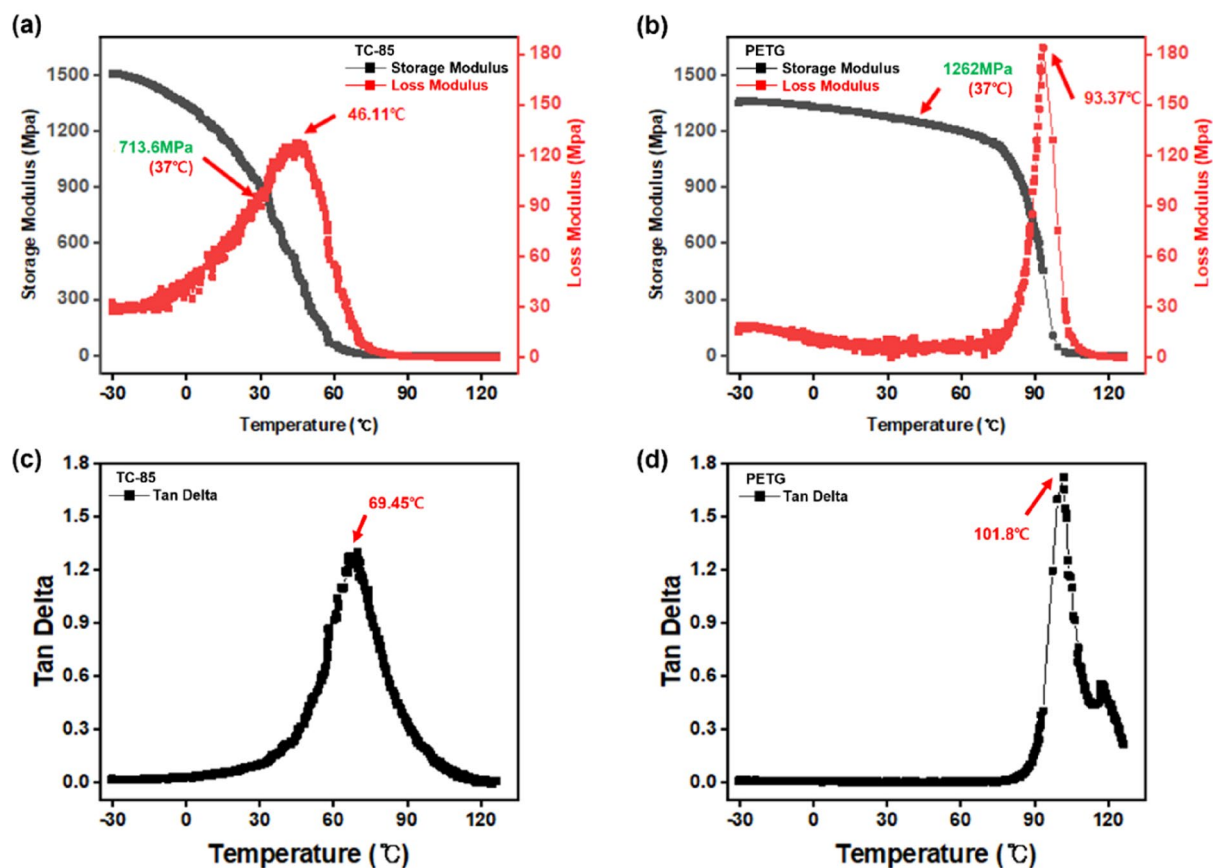 (a)
TC-85
Storage Modulus
Loss Modulus
46.11℃
713.6MPa
(37℃)
Storage Modulus (Mpa)
1500
1200
900
600
300
0
Loss Modulus (Mpa)
180
150
120
90
60
30
0
-30 0 30 60 90 120
Temperature (℃)
(b)
PETG
Storage Modulus
Loss Modulus
1262MPa
(37℃)
93.37℃
Storage Modulus (Mpa)
1500
1200
900
600
300
0
Loss Modulus (Mpa)
180
150
120
90
60
30
0
-30 0 30 60 90 120
Temperature (℃)
(c)
TC-85
Tan Delta
69.45℃
Tan Delta
1.8
1.5
1.2
0.9
0.6
0.3
0.0
-30 0 30 60 90 120
Temperature (℃)
(d)
PETG
Tan Delta
101.8℃
Tan Delta
1.8
1.5
1.2
0.9
0.6
0.3
0.0
-30 0 30 60 90 120
Temperature (℃)